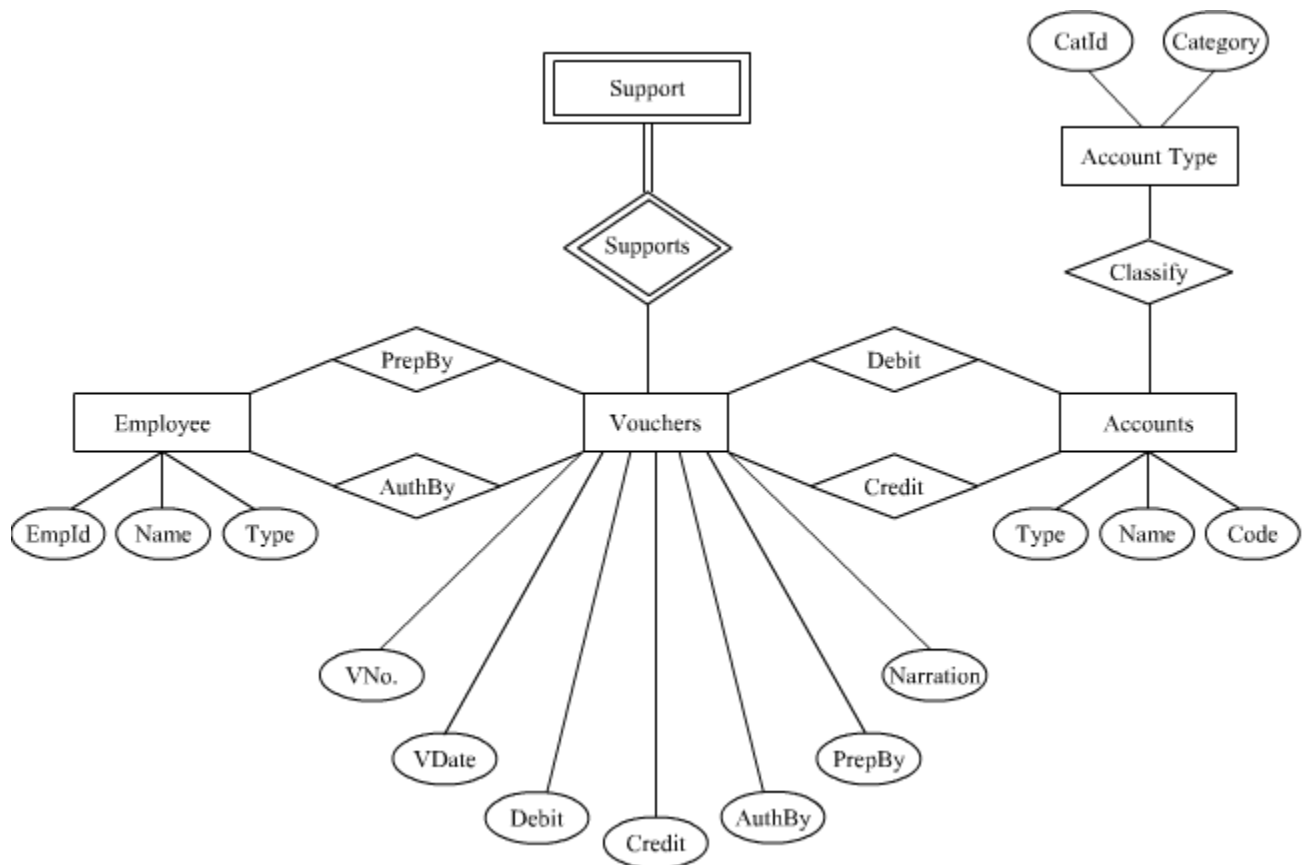 CatId
Category
Support
Account Type
Supports
Classify
PrepBy
Debit
Employee
Vouchers
Accounts
AuthBy
Credit
EmpId
Name
Type
Type
Name
Code
VNo.
Narration
VDate
PrepBy
Debit
AuthBy
Credit